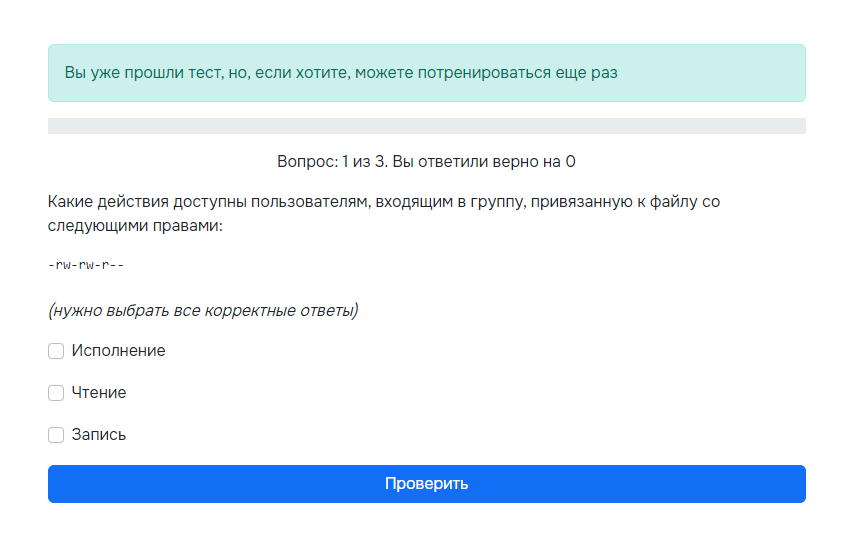 Вы уже прошли тест, но, если хотите, можете потренироваться еще раз
Вопрос: 1 из 3. Вы ответили верно на 0
Какие действия доступны пользователям, входящим в группу, привязанную к файлу со
следующими правами:
-rw-rw-r--
(нужно выбрать все корректные ответы)
Исполнение
Чтение
Запись
Проверить